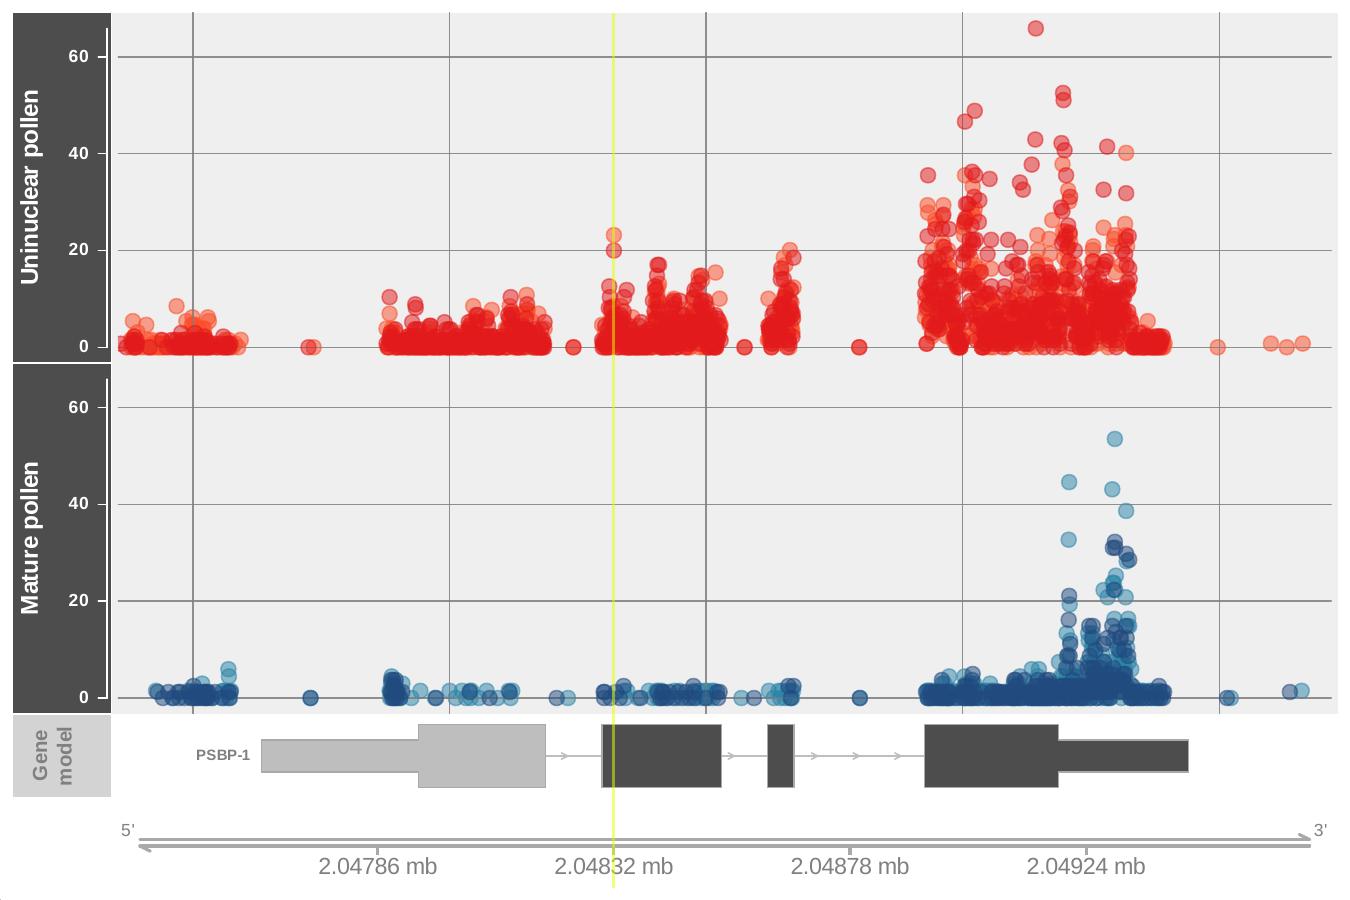 Uninuclear pollen
60
40
20
0
Mature pollen
60
40
20
0
Gene
model
PSBP-1
5'
3'
2.04786 mb
2.04832 mb
2.04878 mb
2.04924 mb